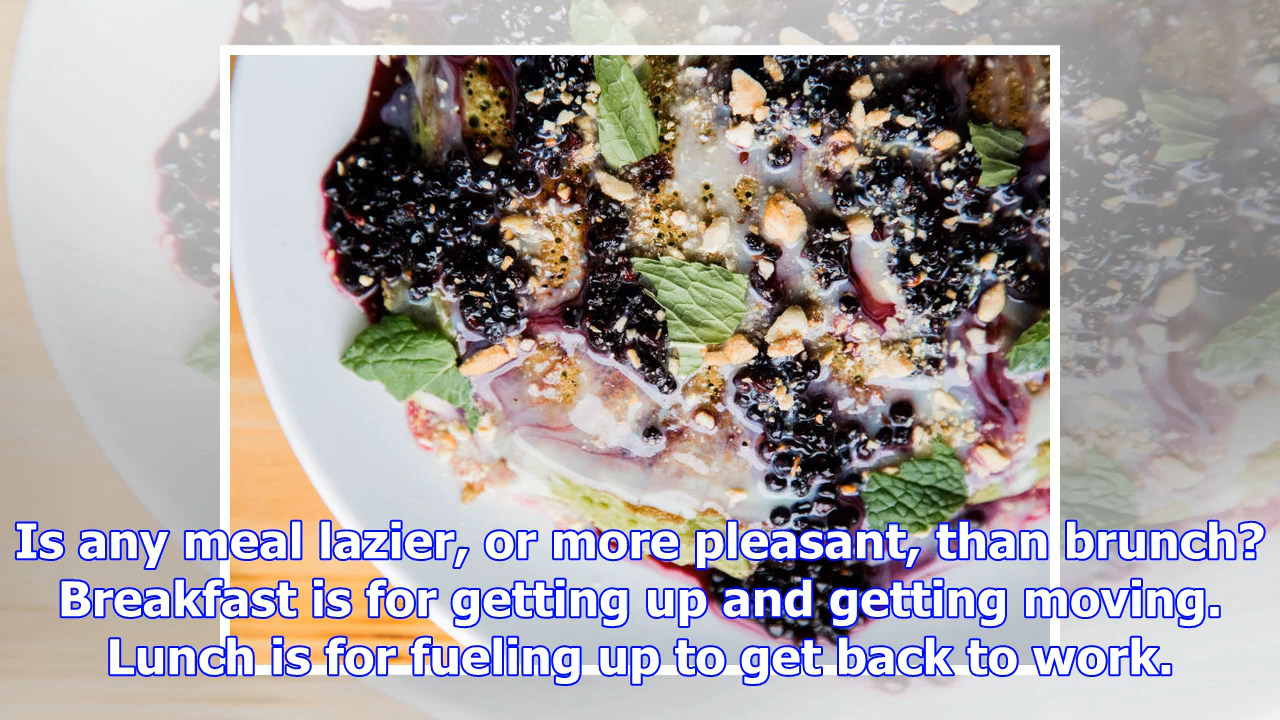 Is any meal lazier, or more pleasant, than brunch?
Breakfast is for getting up and getting moving.
Lunch is for fueling up to get back to work.